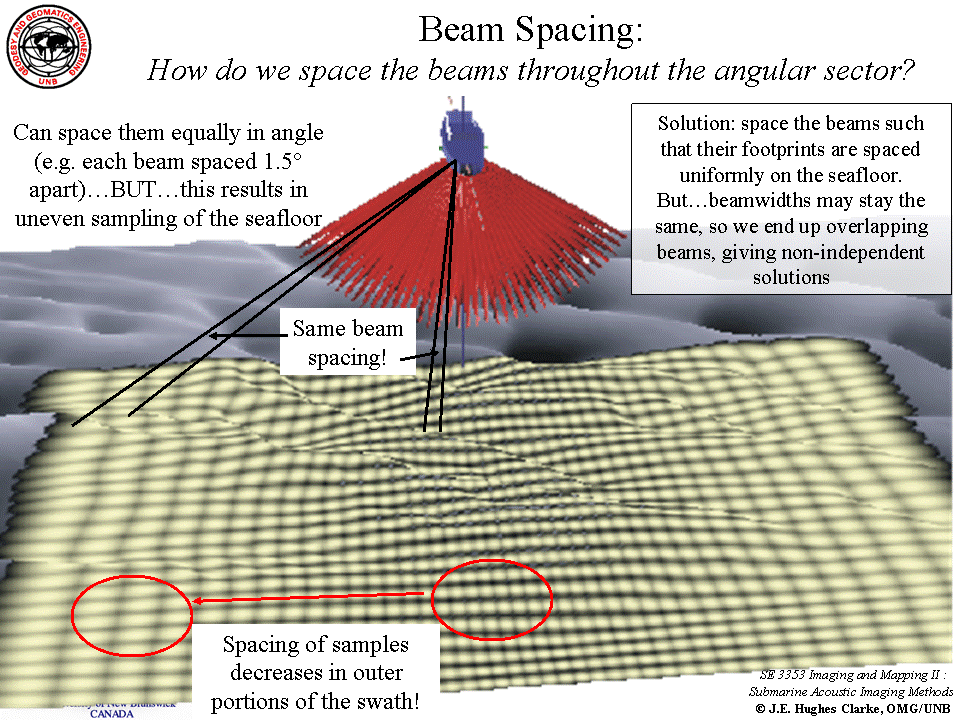 GEODESY AND GEOMATICS ENGINEERING
UNB
Beam Spacing:
How do we space the beams throughout the angular sector?
Can space them equally in angle
(e.g. each beam spaced 1.5°
apart)…BUT…this results in
uneven sampling of the seafloor
Solution: space the beams such
that their footprints are spaced
uniformly on the seafloor.
But…beamwidths may stay the
same, so we end up overlapping
beams, giving non-independent
solutions
Same beam
spacing!
Spacing of samples
decreases in outer
portions of the swath!
of New Brunswick
CANADA
SE 3353 Imaging and Mapping II :
Submarine Acoustic Imaging Methods
© J.E. Hughes Clarke, OMG/UNB